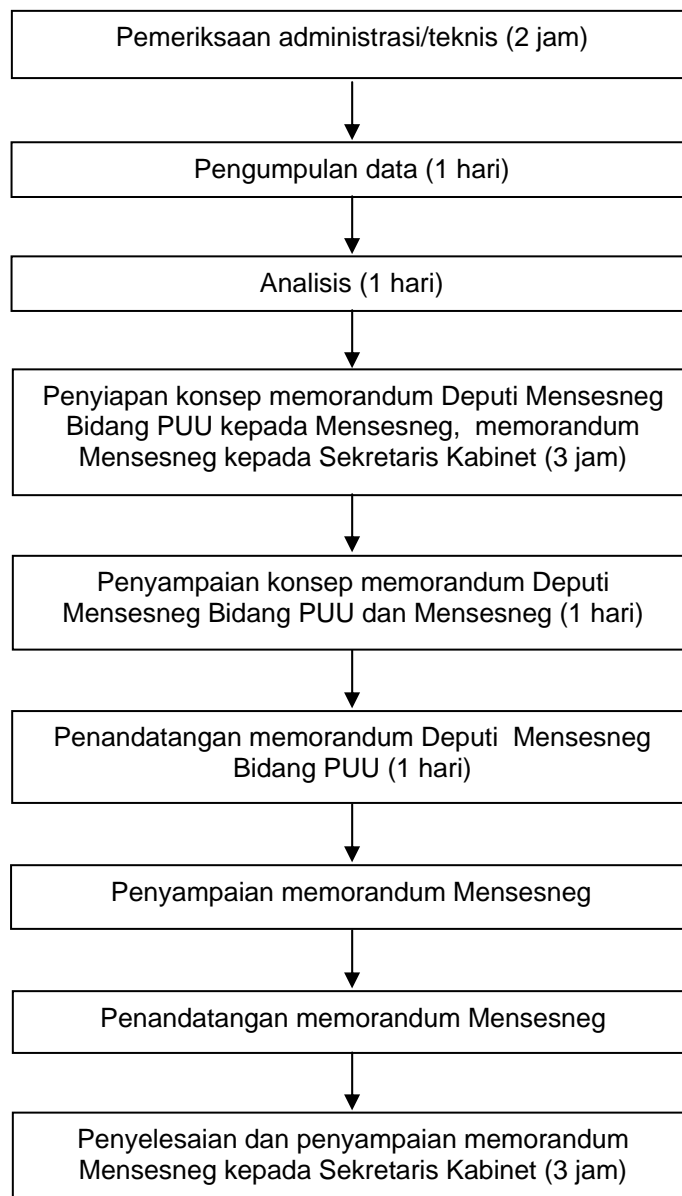 Pemeriksaan administrasi/teknis (2 jam)
Pengumpulan data (1 hari)
Analisis (1 hari)
Penyiapan konsep memorandum Deputi Mensesneg
Bidang PUU kepada Mensesneg, memorandum
Mensesneg kepada Sekretaris Kabinet (3 jam)
Penyampaian konsep memorandum Deputi
Mensesneg Bidang PUU dan Mensesneg (1 hari)
Penandatangan memorandum Deputi Mensesneg
Bidang PUU (1 hari)
Penyampaian memorandum Mensesneg
Penandatangan memorandum Mensesneg
Penyelesaian dan penyampaian memorandum
Mensesneg kepada Sekretaris Kabinet (3 jam)